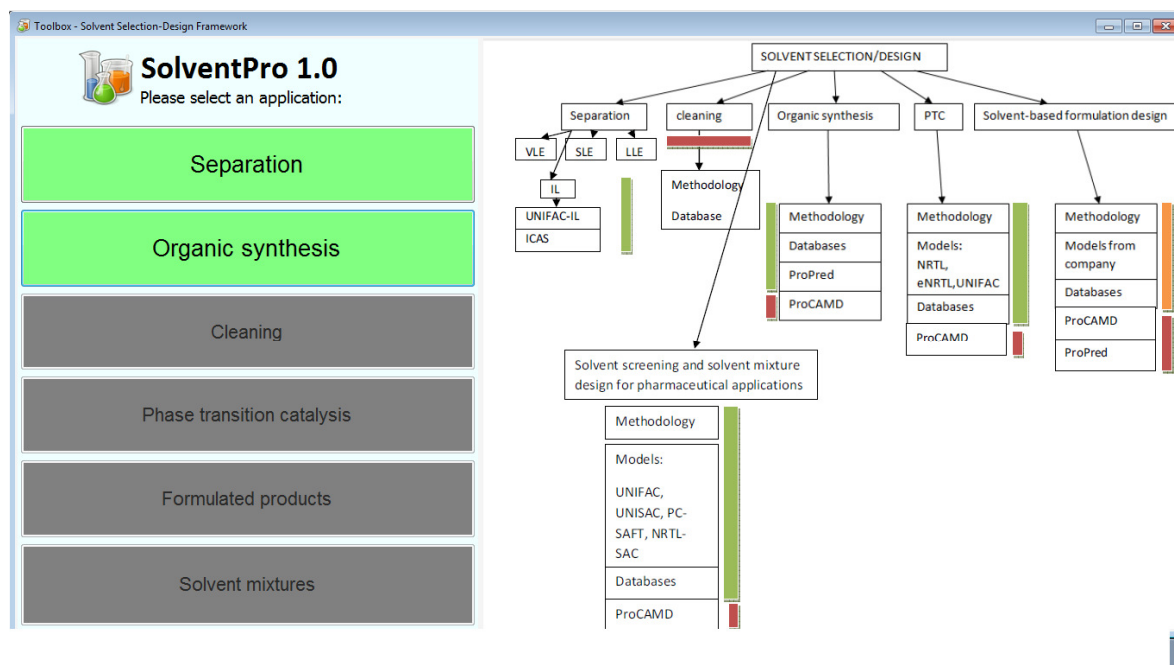 Toolbox - Solvent Selection-Design Framework
SolventPro 1.0
Please select an application:
Separation
Organic synthesis
Cleaning
Phase transition catalysis
Formulated products
Solvent mixtures
SOLVENT SELECTION/DESIGN
Separation
cleaning
Organic synthesis
PTC
Solvent-based formulation design
VLE
SLE
LLE
IL
UNIFAC-IL
ICAS
Methodology
Database
Methodology
Databases
ProPred
ProCAMD
Methodology
Models:
NRTL,
eNRTL,UNIFAC
Databases
ProCAMD
Methodology
Models from
company
Databases
ProCAMD
ProPred
Solvent screening and solvent mixture
design for pharmaceutical applications
Methodology
Models:
UNIFAC,
UNISAC, PC-
SAFT, NRTL-
SAC
Databases
ProCAMD